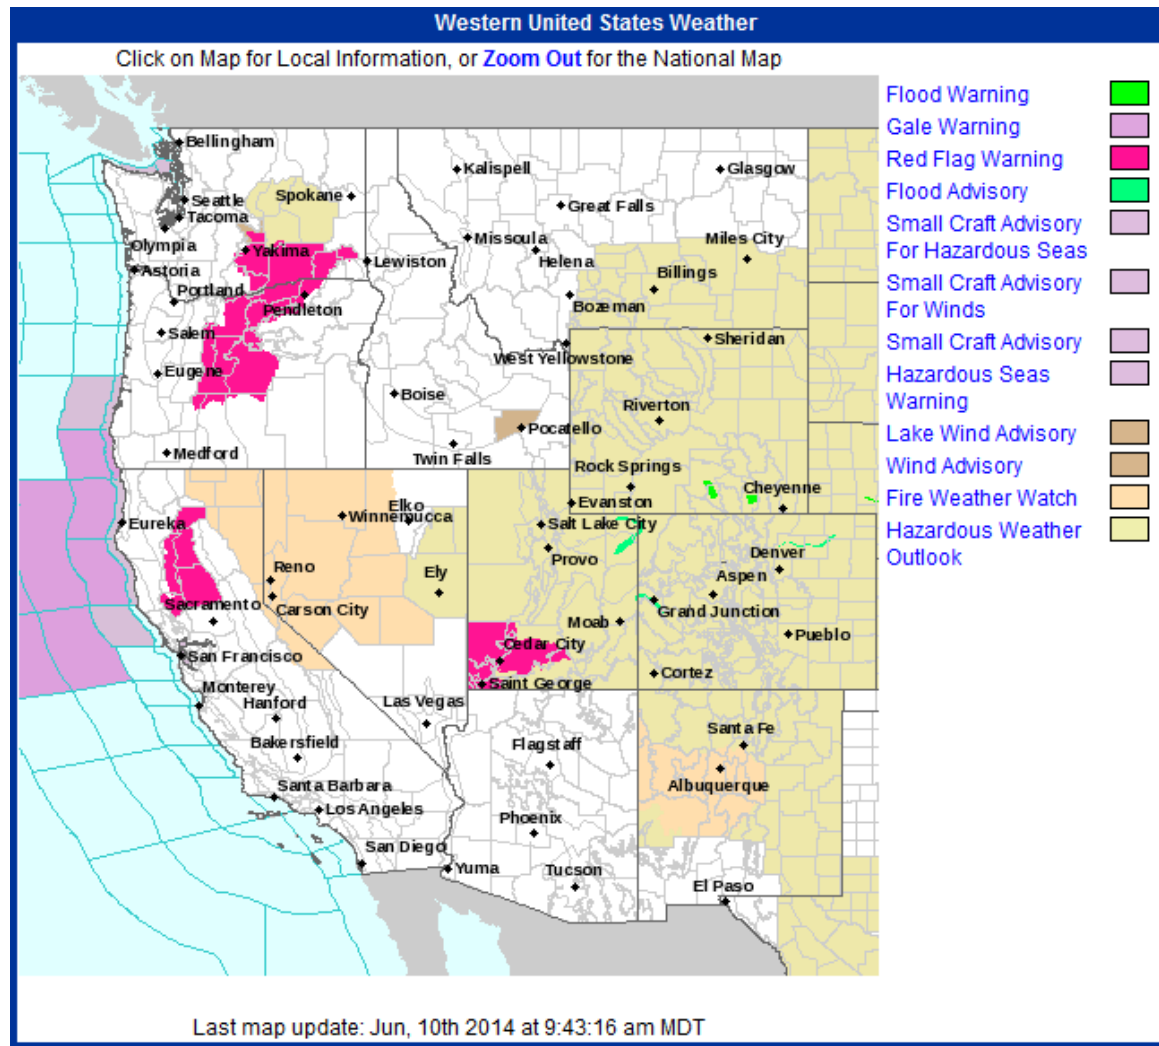 Western United States Weather
Click on Map for Local Information, or Zoom Out for the National Map
Flood Warning
Gale Warning
Red Flag Warning
Flood Advisory
Small Craft Advisory
For Hazardous Seas
Small Craft Advisory
For Winds
Small Craft Advisory
Hazardous Seas
Warning
Lake Wind Advisory
Wind Advisory
Fire Weather Watch
Hazardous Weather
Outlook
Bellingham
Kalispell
Glasgow
Spokane
Seattle
Great Falls
Tacoma
Olympia
Yakima
Missoula
Miles City
Helena
Astoria
Lewiston
Billings
Portland
Pendleton
Bozeman
Salem
West Yellowstone
Sheridan
Eugene
Boise
Riverton
Pocatello
Medford
Twin Falls
Rock Springs
Cheyenne
Evanston
Elko
Winnemucca
Eureka
Salt Lake City
Provo
Denver
Reno
Ely
Aspen
Sacramento
Carson City
Grand Junction
Moab
Pueblo
Cedar City
San Francisco
Cortez
Saint George
Monterey
Hanford
Las Vegas
Santa Fe
Bakersfield
Flagstaff
Albuquerque
Santa Barbara
Los Angeles
Phoenix
San Diego
Yuma
Tucson
El Paso
Last map update: Jun, 10th 2014 at 9:43:16 am MDT